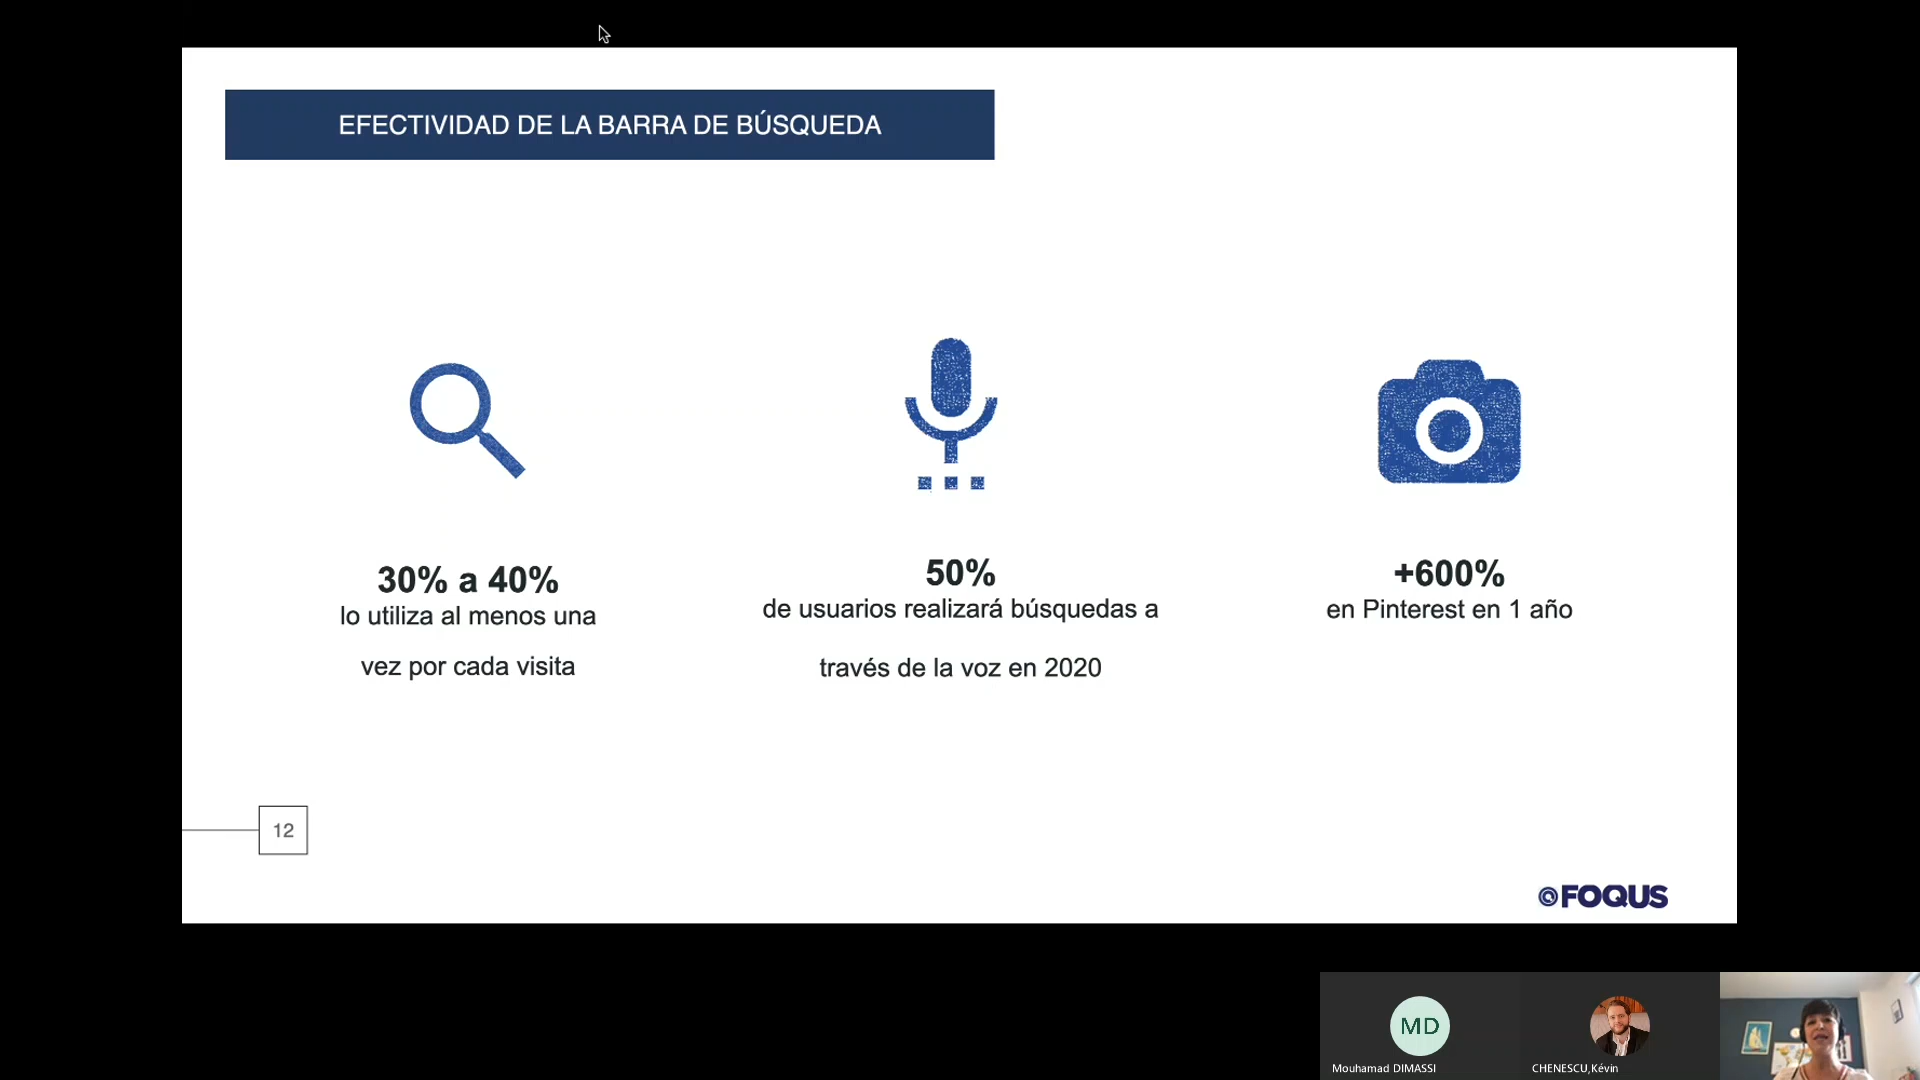 EFECTIVIDAD DE LA BARRA DE BÚSQUEDA
30% a 40%
lo utiliza al menos una
vez por cada visita
50%
de usuarios realizará búsquedas a
través de la voz en 2020
+600%
en Pinterest en 1 año
12
FOQUS
MD
Mouhamad DIMASSI
CHENESCU,Kévin